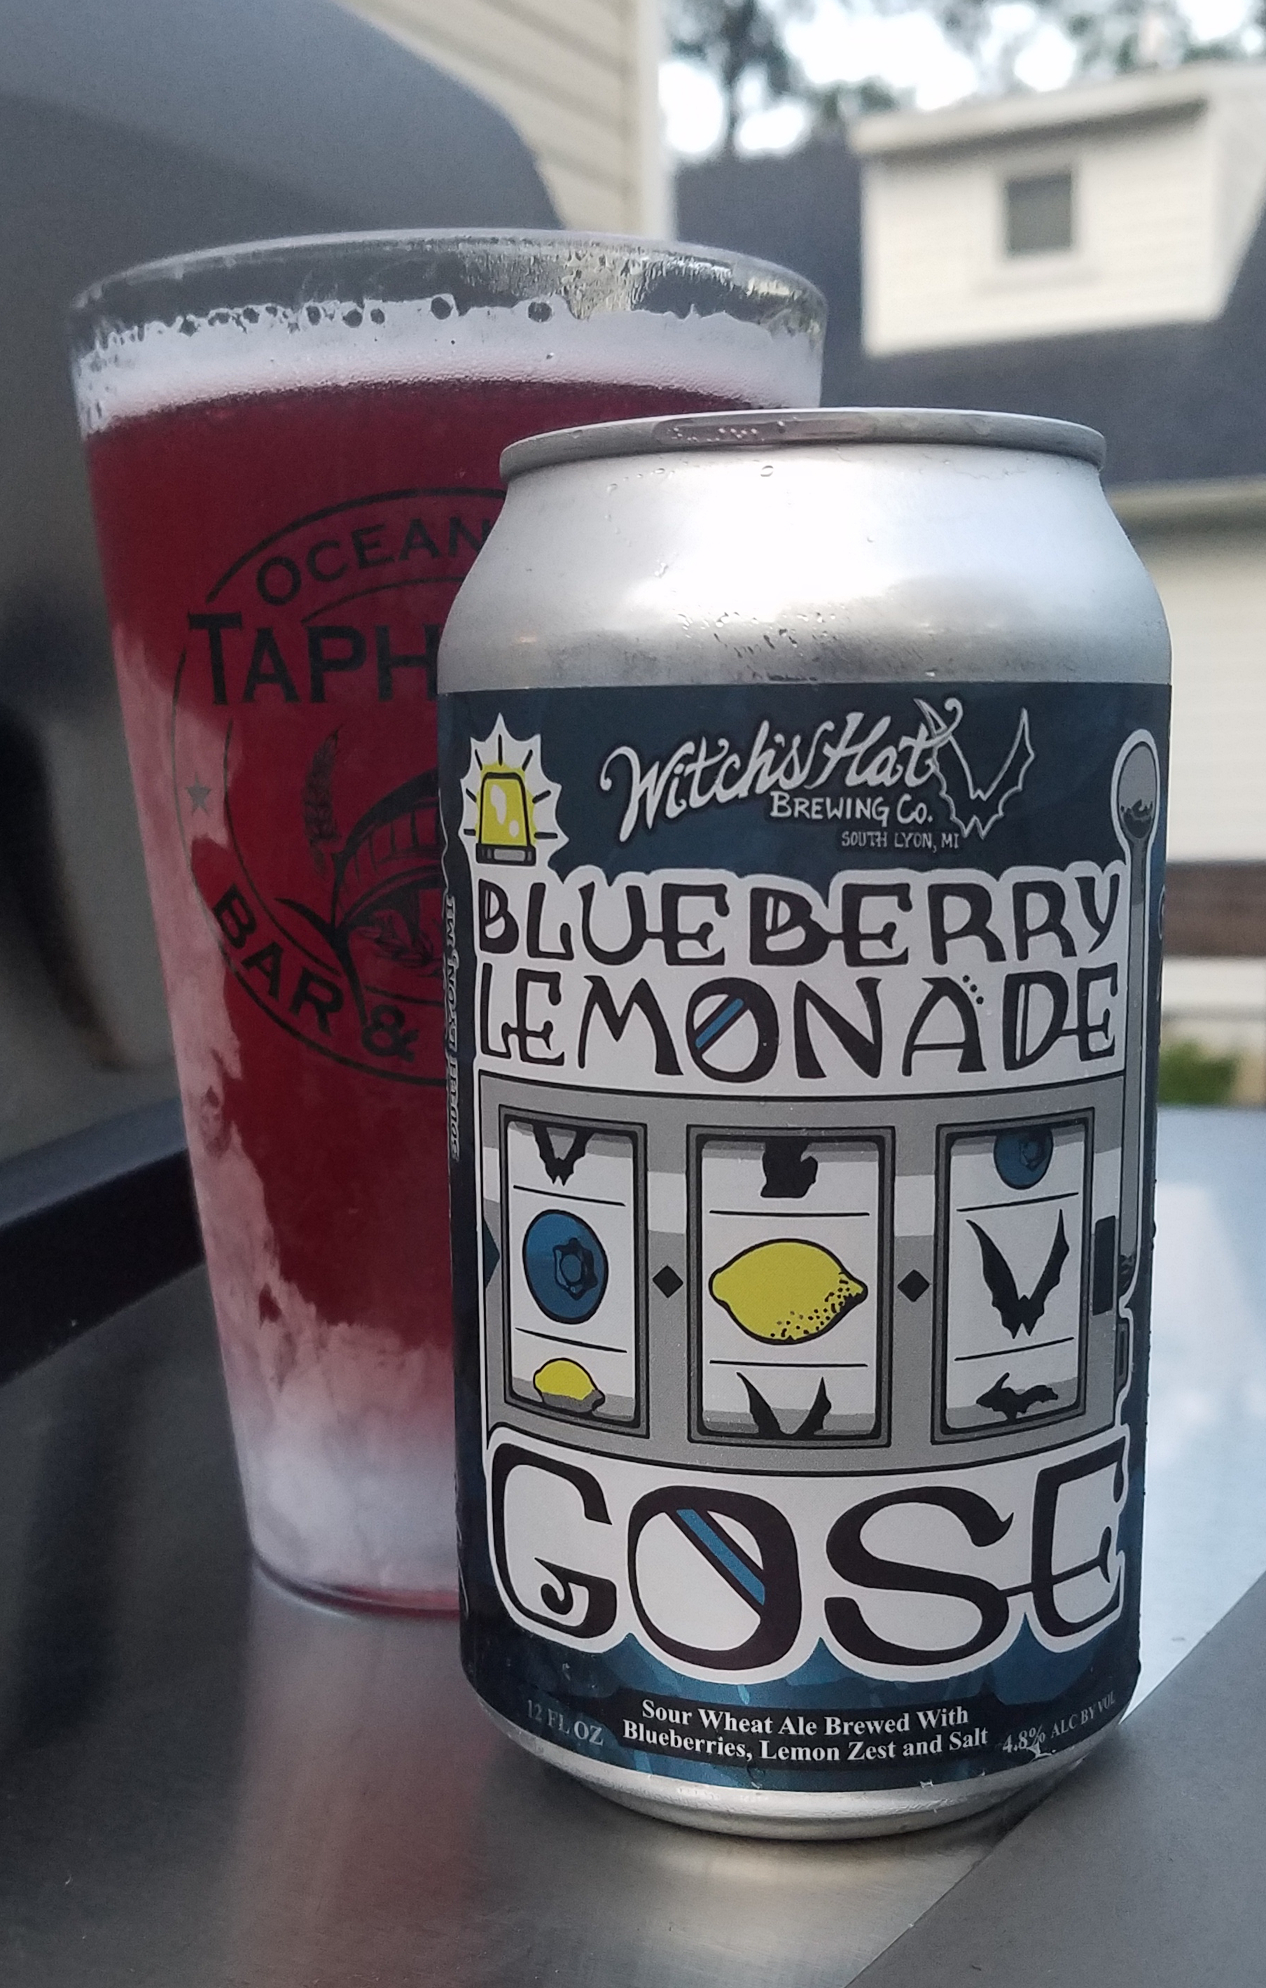 OCEAN
TAPH
BAR &
Witch's Hat
BREWING CO.
SOUTH LYON, MI
BLUEBERRY
LEMONADE
GOSE
12 FL OZ
Sour Wheat Ale Brewed With
Blueberries, Lemon Zest and Salt
4.8% ALC BY VOL